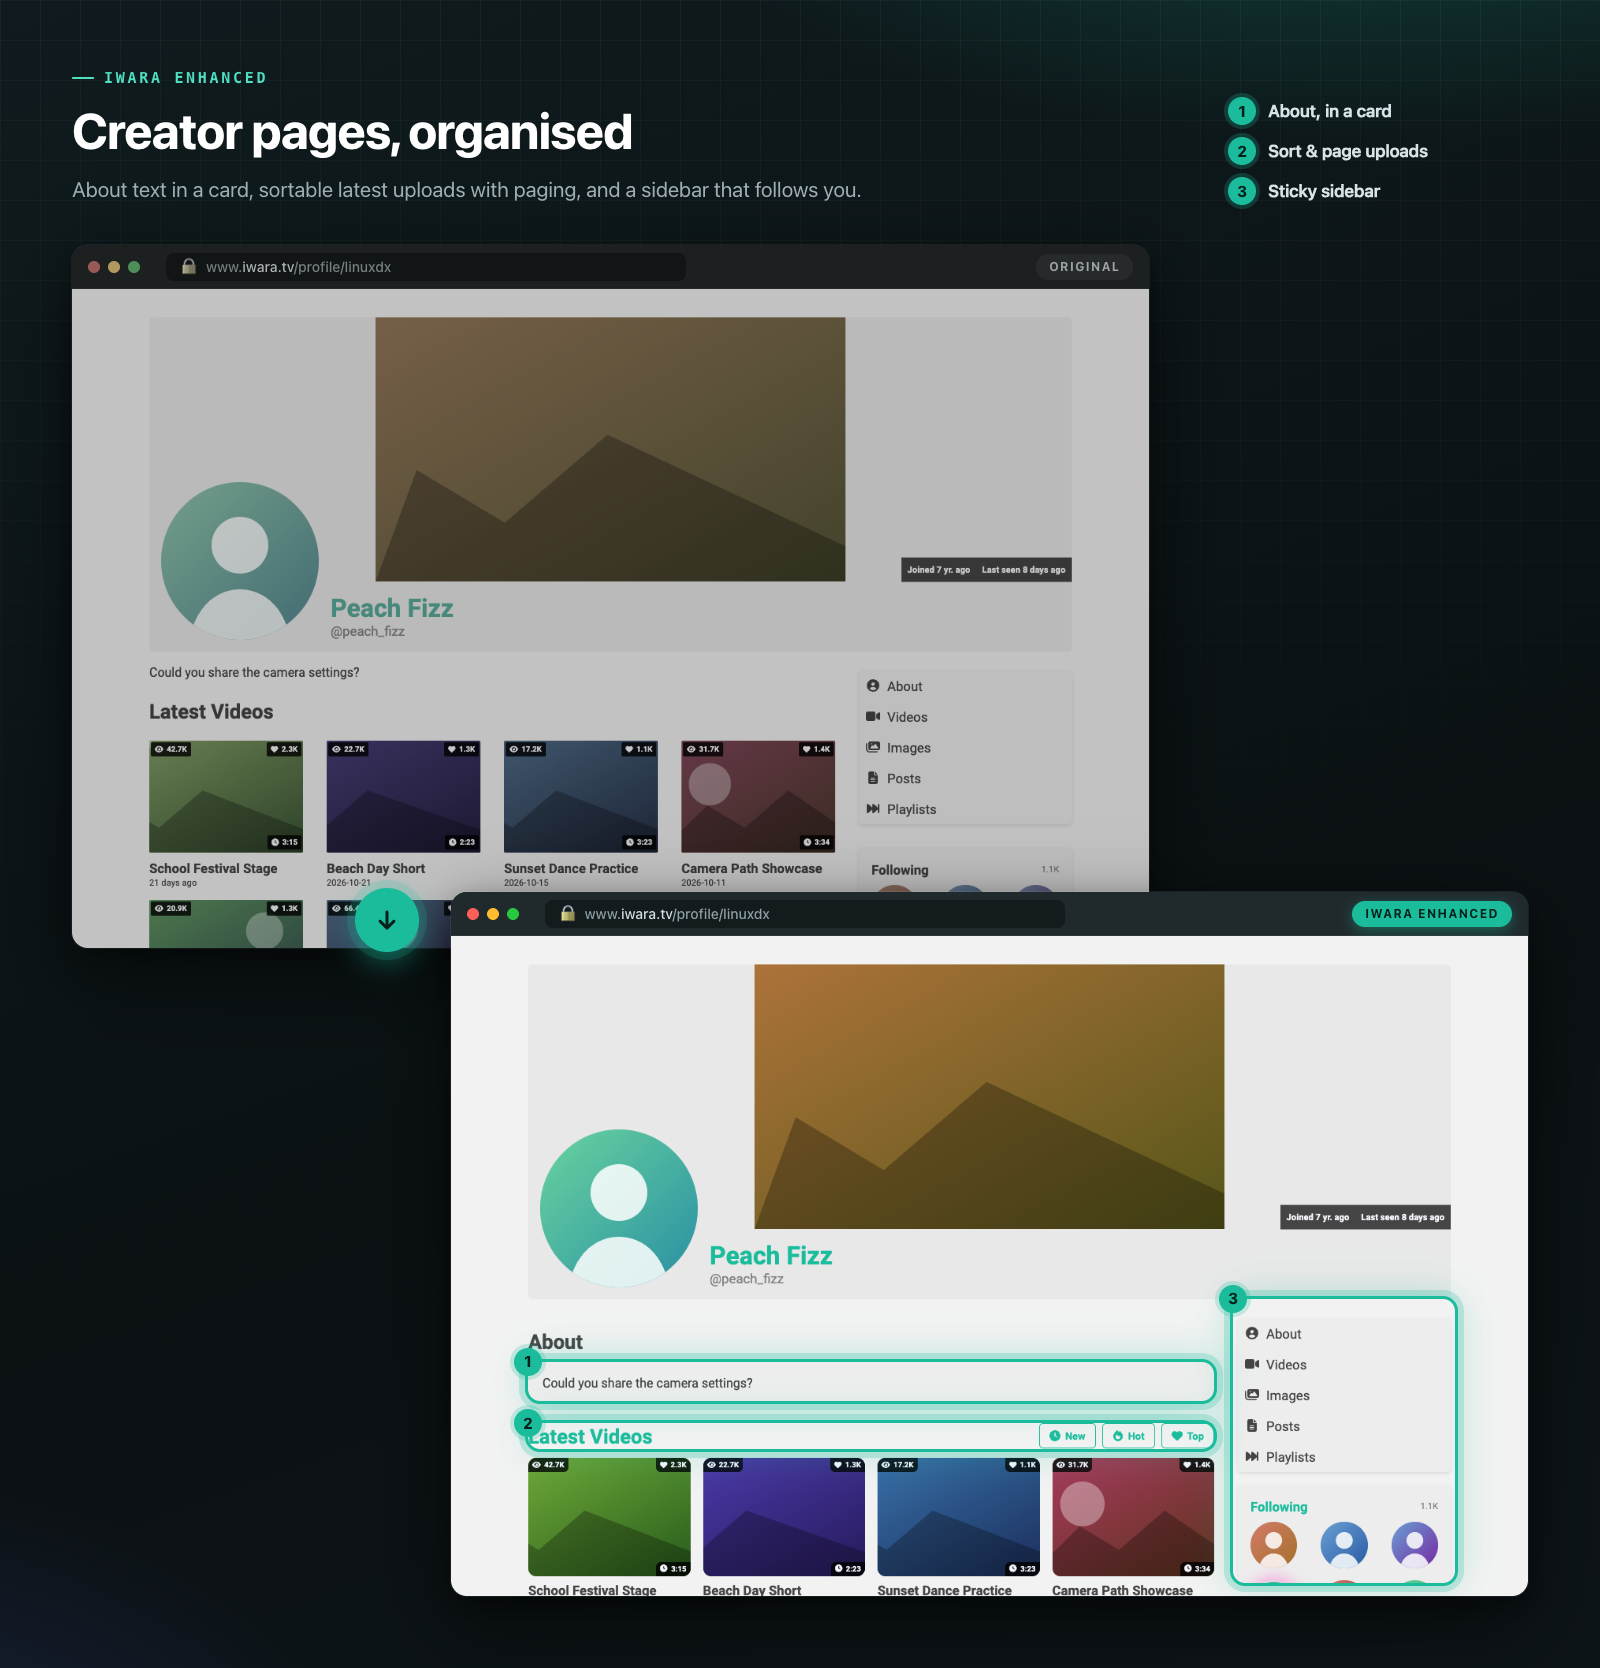 IWARA ENHANCED
Creator pages, organised
About text in a card, sortable latest uploads with paging, and a sidebar that follows you.
1 About, in a card
2 Sort & page uploads
3 Sticky sidebar
www.iwara.tv/profile/linuxdx
ORIGINAL
Joined 7 yr. ago Last seen 8 days ago
Peach Fizz
@peach_fizz
Could you share the camera settings?
Latest Videos
42.7K 2.3K 22.7K 1.3K 17.2K 1.1K 31.7K 1.4K
3:15 2:23 3:23 3:34
School Festival Stage Beach Day Short Sunset Dance Practice Camera Path Showcase
21 days ago 2026-10-21 2026-10-15 2026-10-11
20.9K 1.3K
About
Videos
Images
Posts
Playlists
Following 1.1K
www.iwara.tv/profile/linuxdx
IWARA ENHANCED
Joined 7 yr. ago Last seen 8 days ago
Peach Fizz
@peach_fizz
About
1
Could you share the camera settings?
2
Latest Videos New Hot Top
42.7K 2.3K 22.7K 1.3K 17.2K 1.1K 31.7K 1.4K
3:15 2:23 3:23 3:34
School Festival Stage Beach Day Short Sunset Dance Practice Camera Path Showcase
3
About
Videos
Images
Posts
Playlists
Following 1.1K